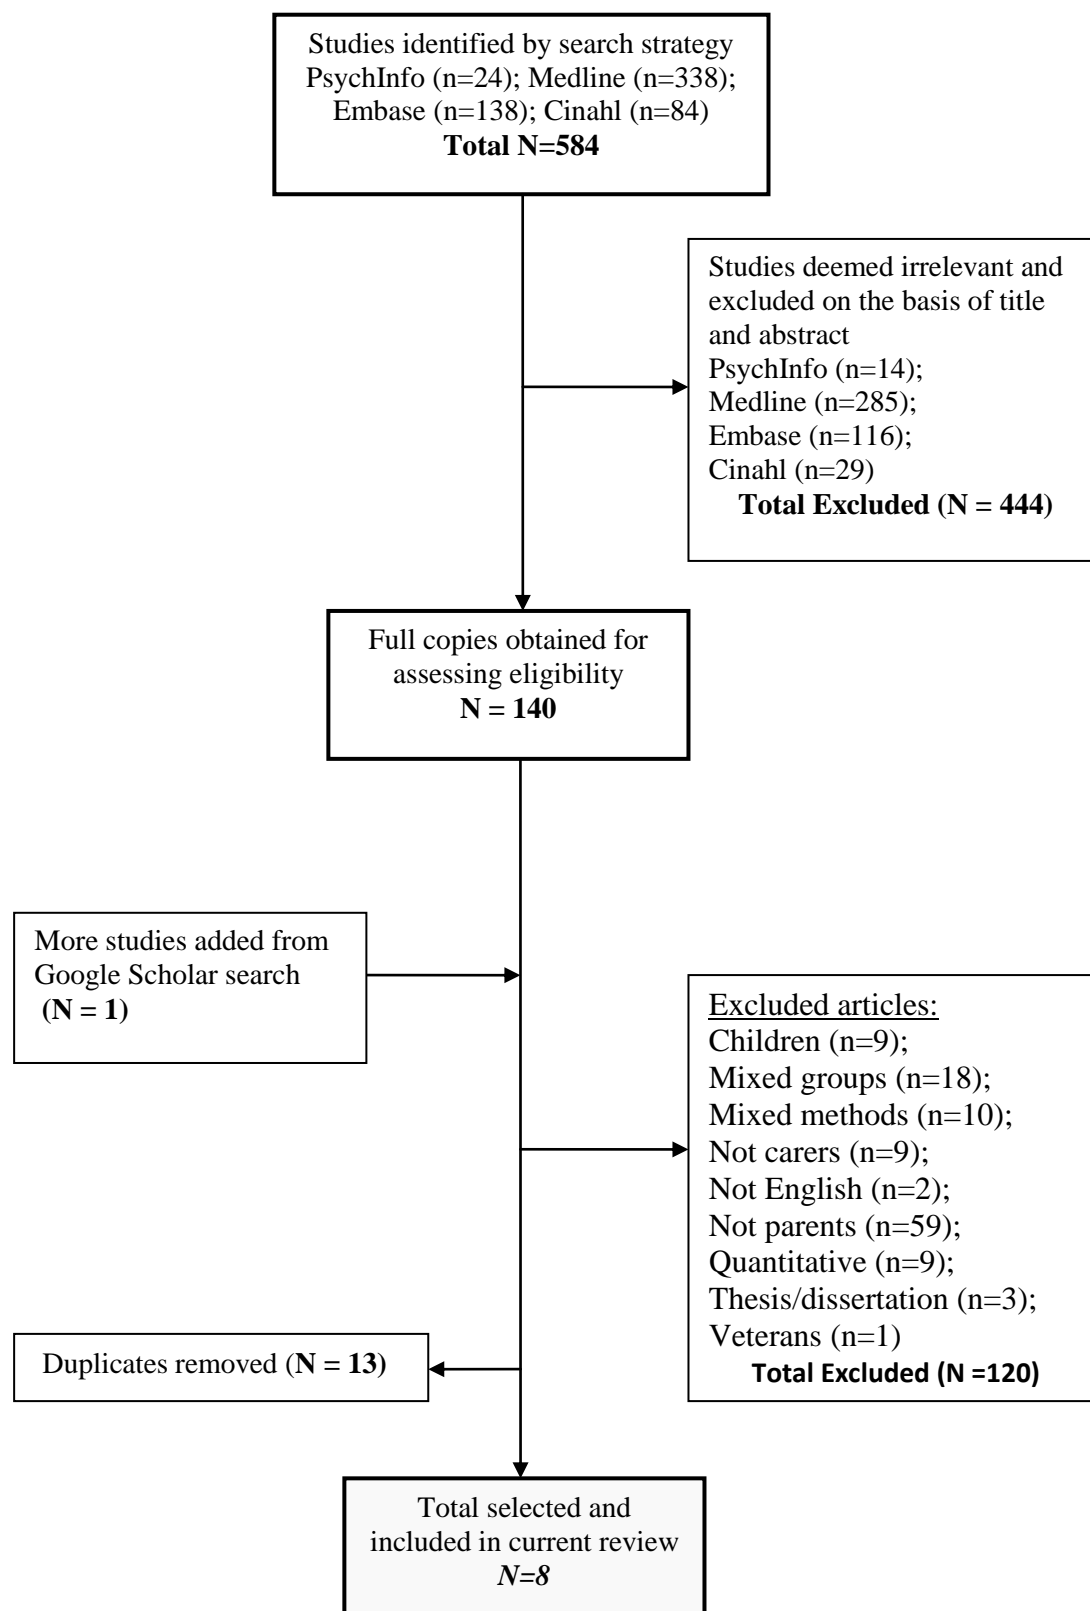 Studies identified by search strategy
PsychInfo (n=24); Medline (n=338);
Embase (n=138); Cinahl (n=84)
Total N=584
Studies deemed irrelevant and
excluded on the basis of title
and abstract
PsychInfo (n=14);
Medline (n=285);
Embase (n=116);
Cinahl (n=29)
Total Excluded (N = 444)
Full copies obtained for
assessing eligibility
N = 140
More studies added from
Google Scholar search
(N = 1)
Excluded articles:
Children (n=9);
Mixed groups (n=18);
Mixed methods (n=10);
Not carers (n=9);
Not English (n=2);
Not parents (n=59);
Quantitative (n=9);
Thesis/dissertation (n=3);
Veterans (n=1)
Total Excluded (N =120)
Duplicates removed (N = 13)
Total selected and
included in current review
N=8